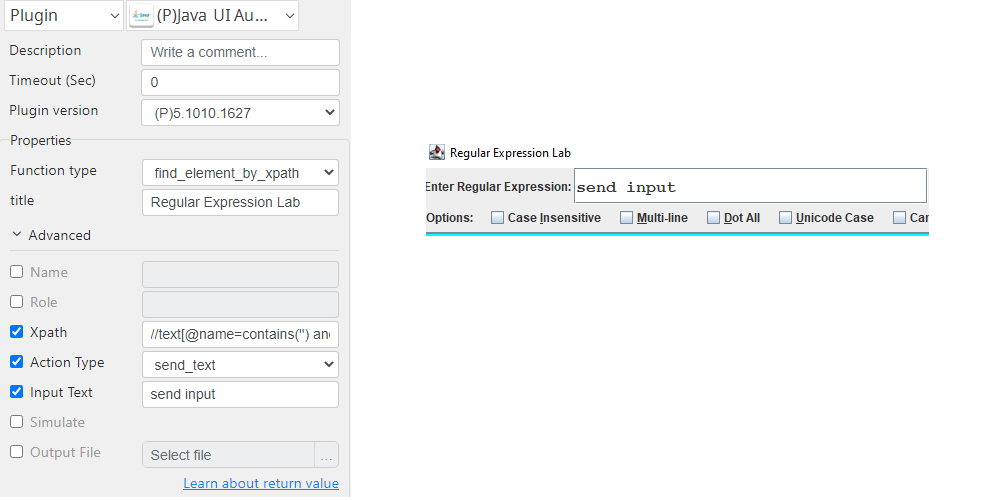 Plugin
(P)Java UI Au...
Description
Write a comment...
Timeout (Sec)
0
Plugin version
(P)5.1010.1627
Properties
Function type
find_element_by_xpath
title
Regular Expression Lab
Advanced
Name
Role
Xpath
//text[@name=contains('') and
Action Type
send_text
Input Text
send input
Simulate
Output File
Select file
...
Learn about return value
Regular Expression Lab
Enter Regular Expression:
send input
Options:
Case Insensitive
Multi-line
Dot All
Unicode Case
Can